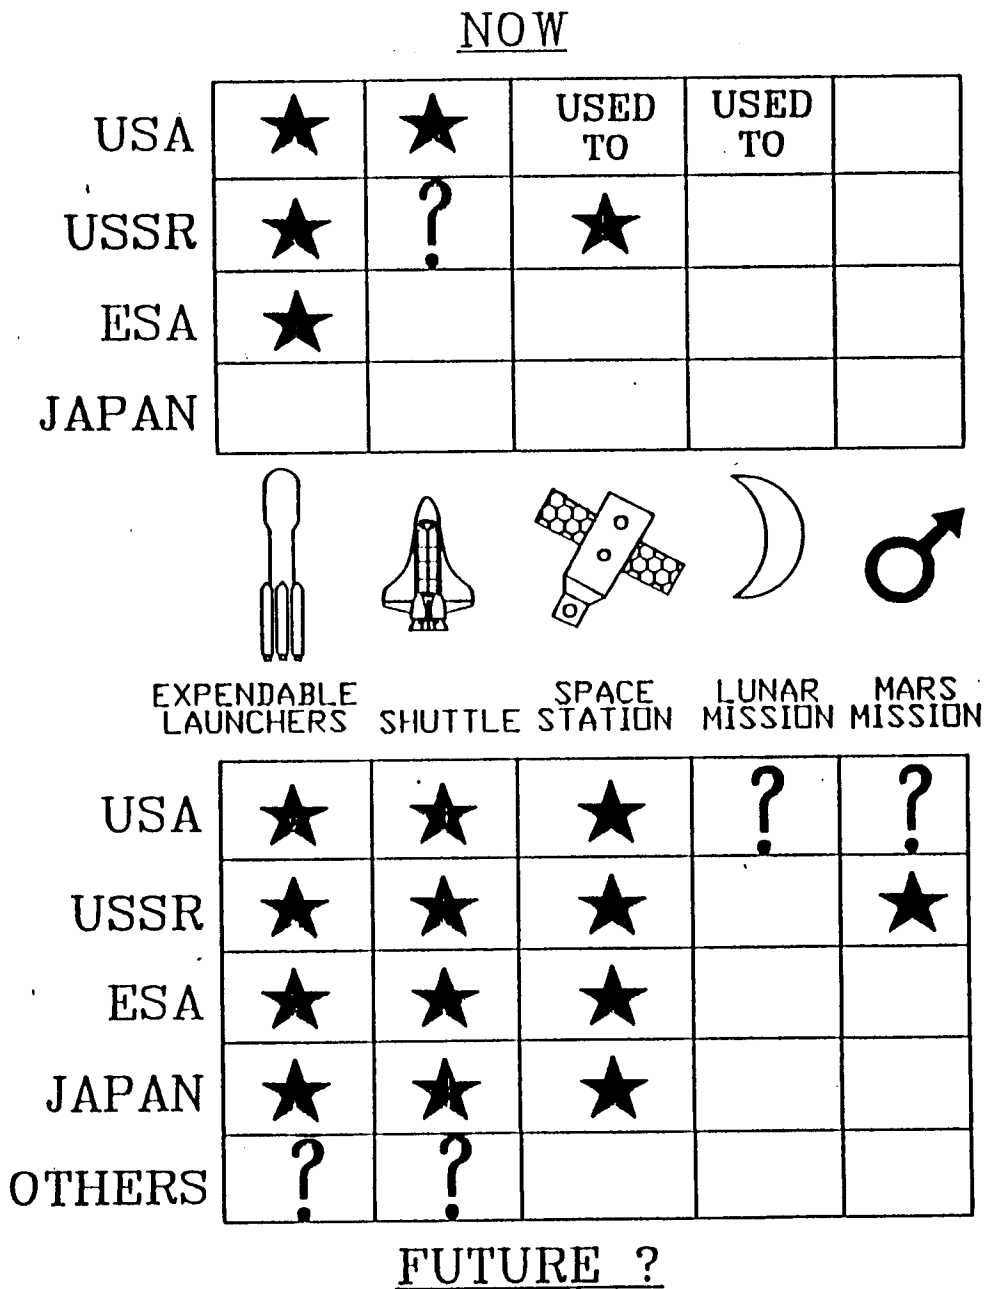 NOW
USA ★ ★ USED TO USED TO
USSR ★ ? ★
ESA ★
JAPAN
EXPENDABLE LAUNCHERS SHUTTLE SPACE STATION LUNAR MISSION MARS MISSION
USA ★ ★ ★ ? ?
USSR ★ ★ ★ ★
ESA ★ ★ ★
JAPAN ★ ★ ★
OTHERS ? ?
FUTURE ?